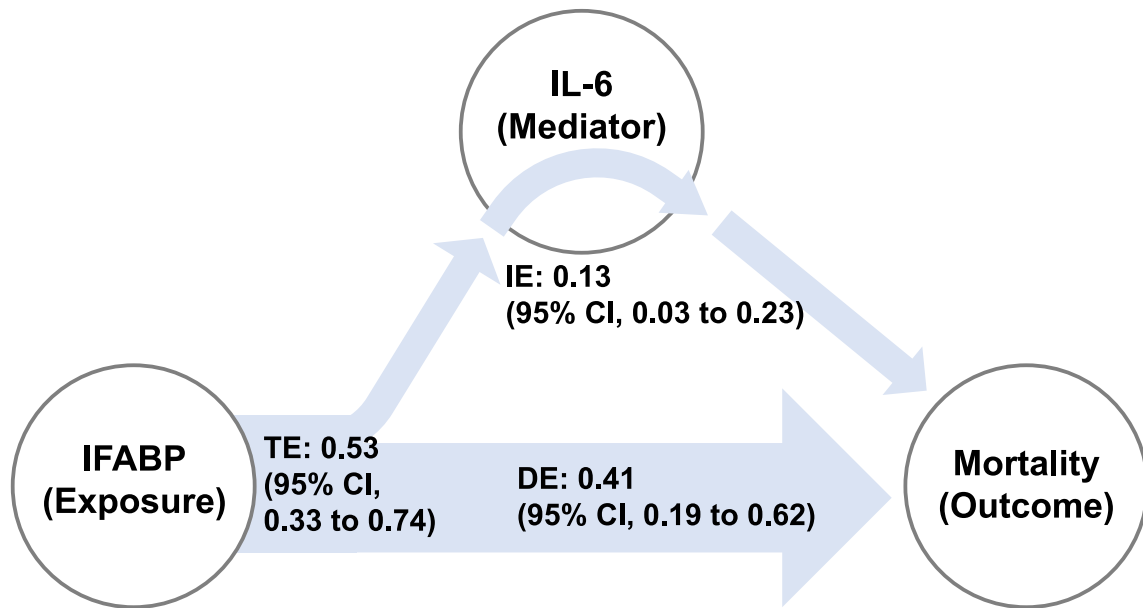 IL-6
(Mediator)
IE: 0.13
(95% CI, 0.03 to 0.23)
IFABP
(Exposure)
TE: 0.53
(95% CI,
0.33 to 0.74)
DE: 0.41
(95% CI, 0.19 to 0.62)
Mortality
(Outcome)